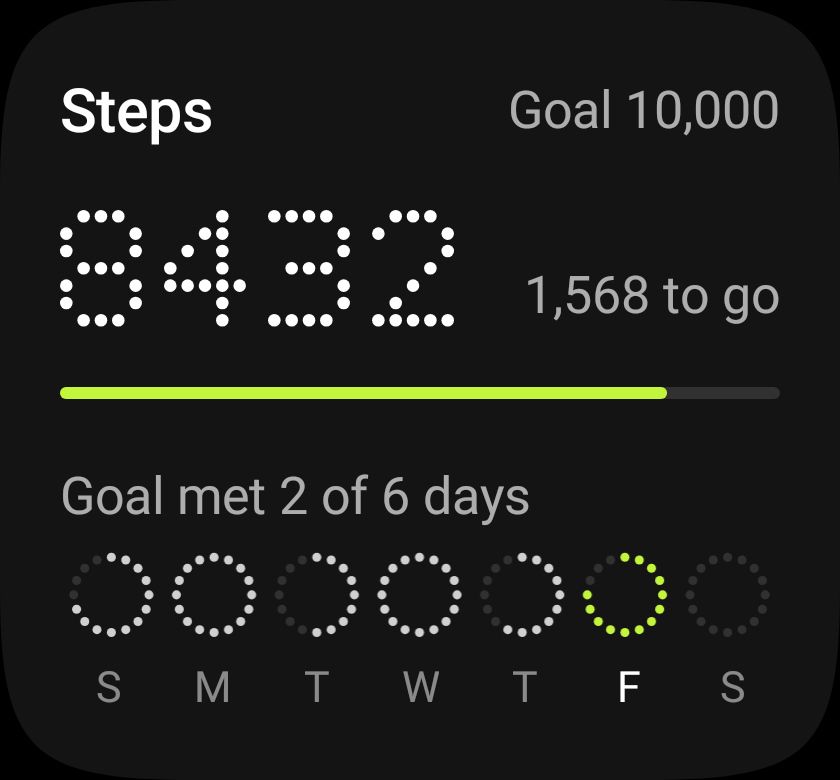 Steps
Goal 10,000
8432
1,568 to go
Goal met 2 of 6 days
S M T W T F S